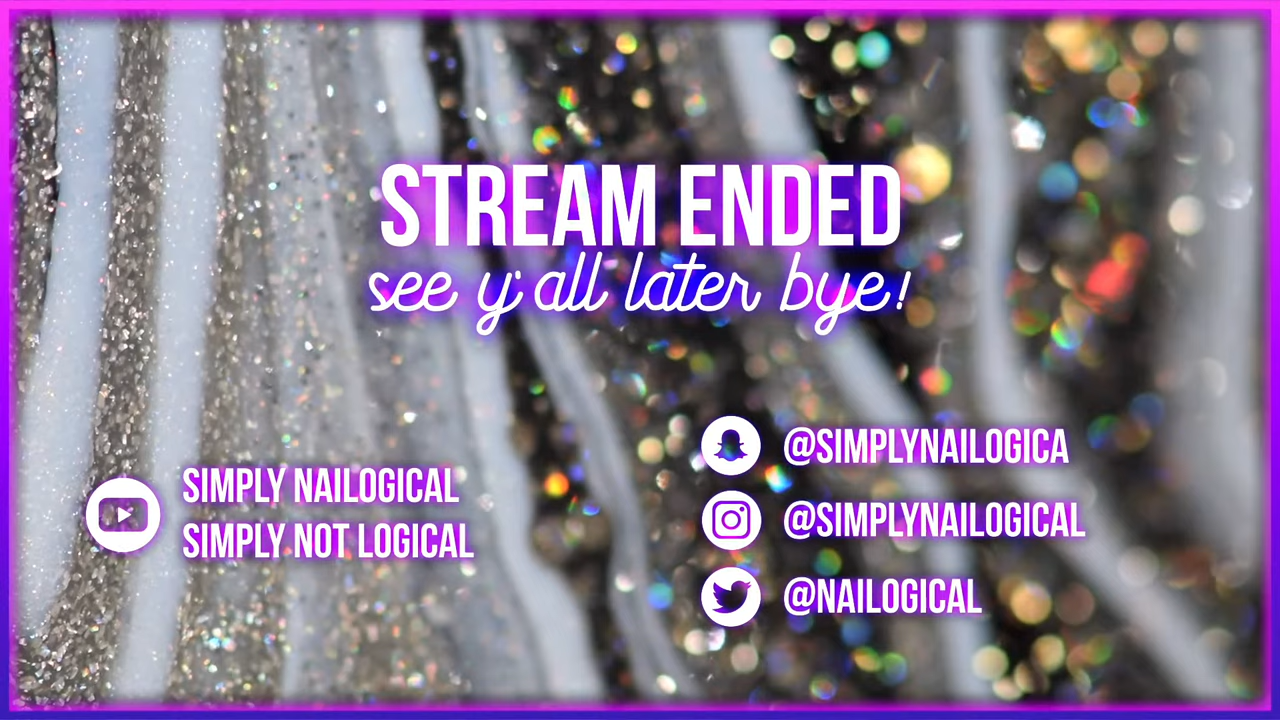 STREAM ENDED
see y'all later bye!
SIMPLY NAILOGICAL
SIMPLY NOT LOGICAL
@SIMPLYNAILOGICA
@SIMPLYNAILOGICAL
@NAILOGICAL